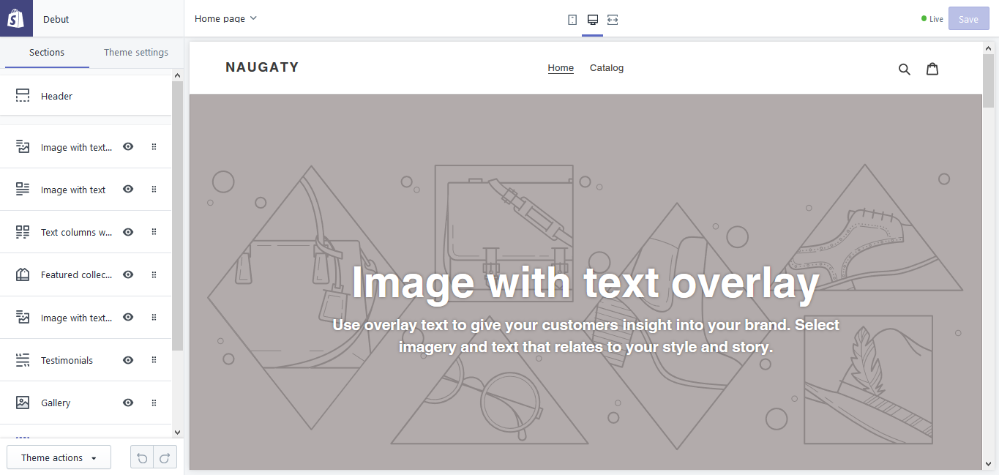 Debut
Home page
Live
Save
Sections
Theme settings
Header
Image with text...
Image with text
Text columns w...
Featured collec...
Image with text...
Testimonials
Gallery
Theme actions
NAUGATY
Home
Catalog
Image with text overlay
Use overlay text to give your customers insight into your brand. Select
imagery and text that relates to your style and story.